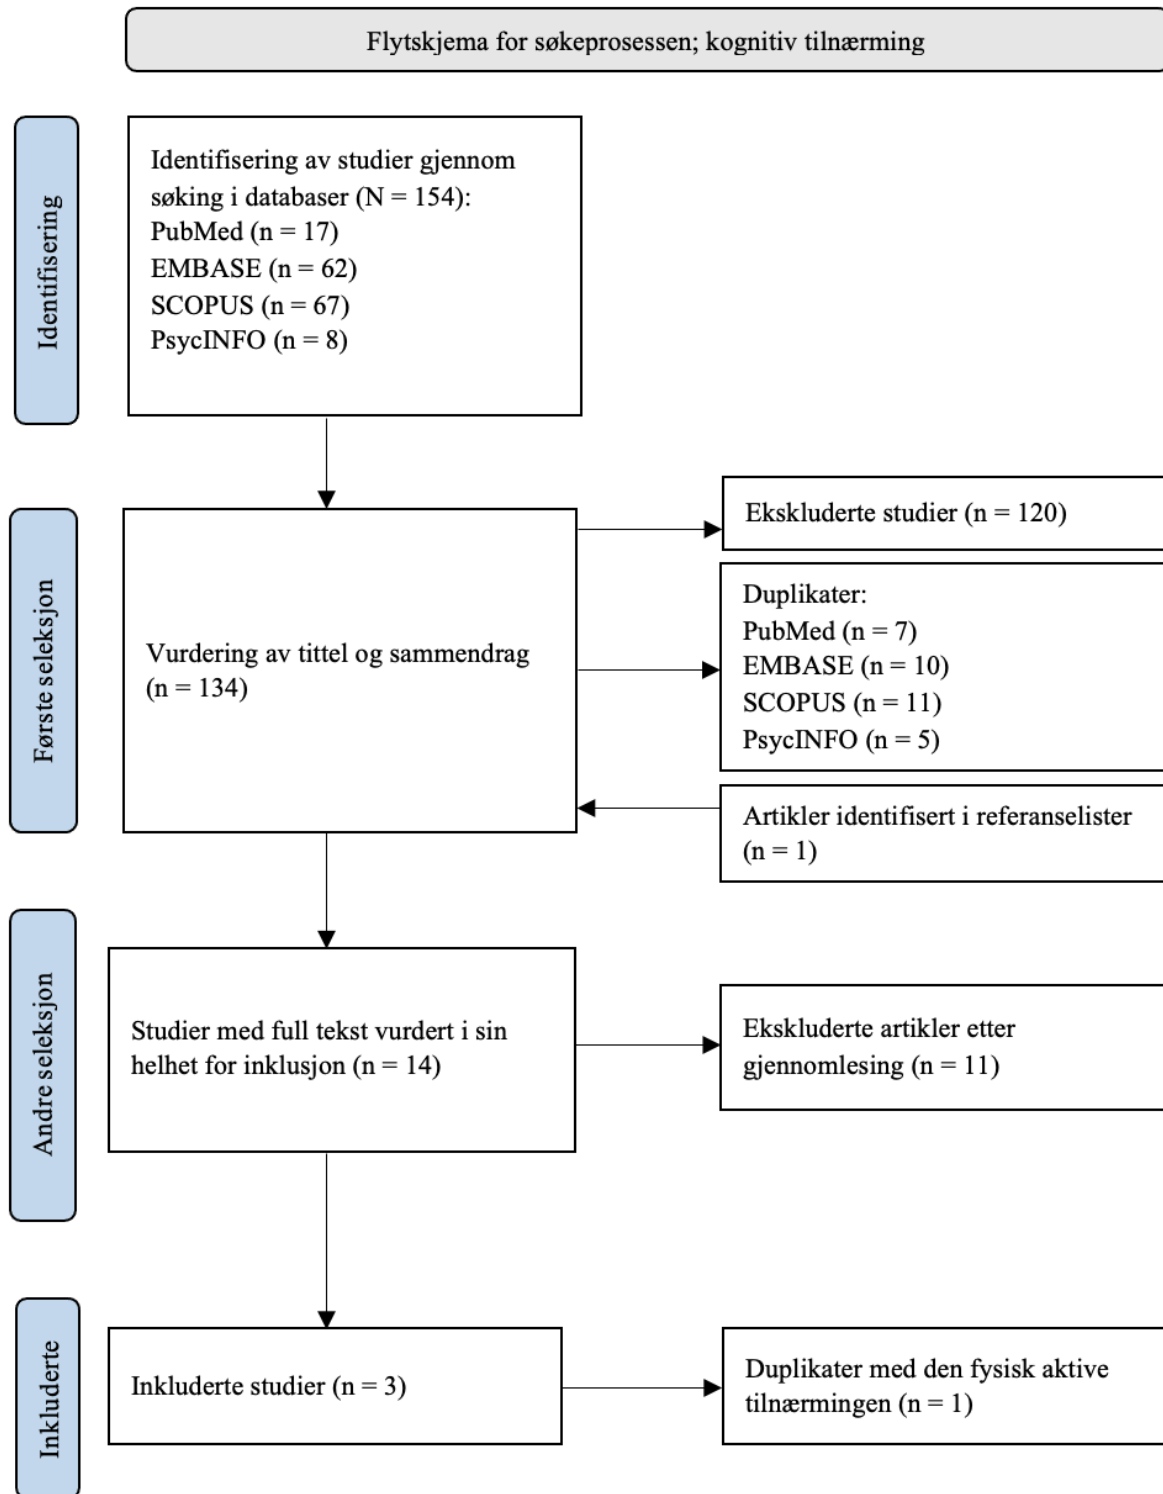 Flytskjema for søkeprosessen; kognitiv tilnærming
Identifisering
Identifisering av studier gjennom
søking i databaser (N = 154):
PubMed (n = 17)
EMBASE (n = 62)
SCOPUS (n = 67)
PsycINFO (n = 8)
Første seleksjon
Vurdering av tittel og sammendrag
(n = 134)
Ekskluderte studier (n = 120)
Duplikater:
PubMed (n = 7)
EMBASE (n = 10)
SCOPUS (n = 11)
PsycINFO (n = 5)
Artikler identifisert i referanselister
(n = 1)
Andre seleksjon
Studier med full tekst vurdert i sin
helhet for inklusjon (n = 14)
Ekskluderte artikler etter
gjennomlesing (n = 11)
Inkluderte
Inkluderte studier (n = 3)
Duplikater med den fysisk aktive
tilnærmingen (n = 1)